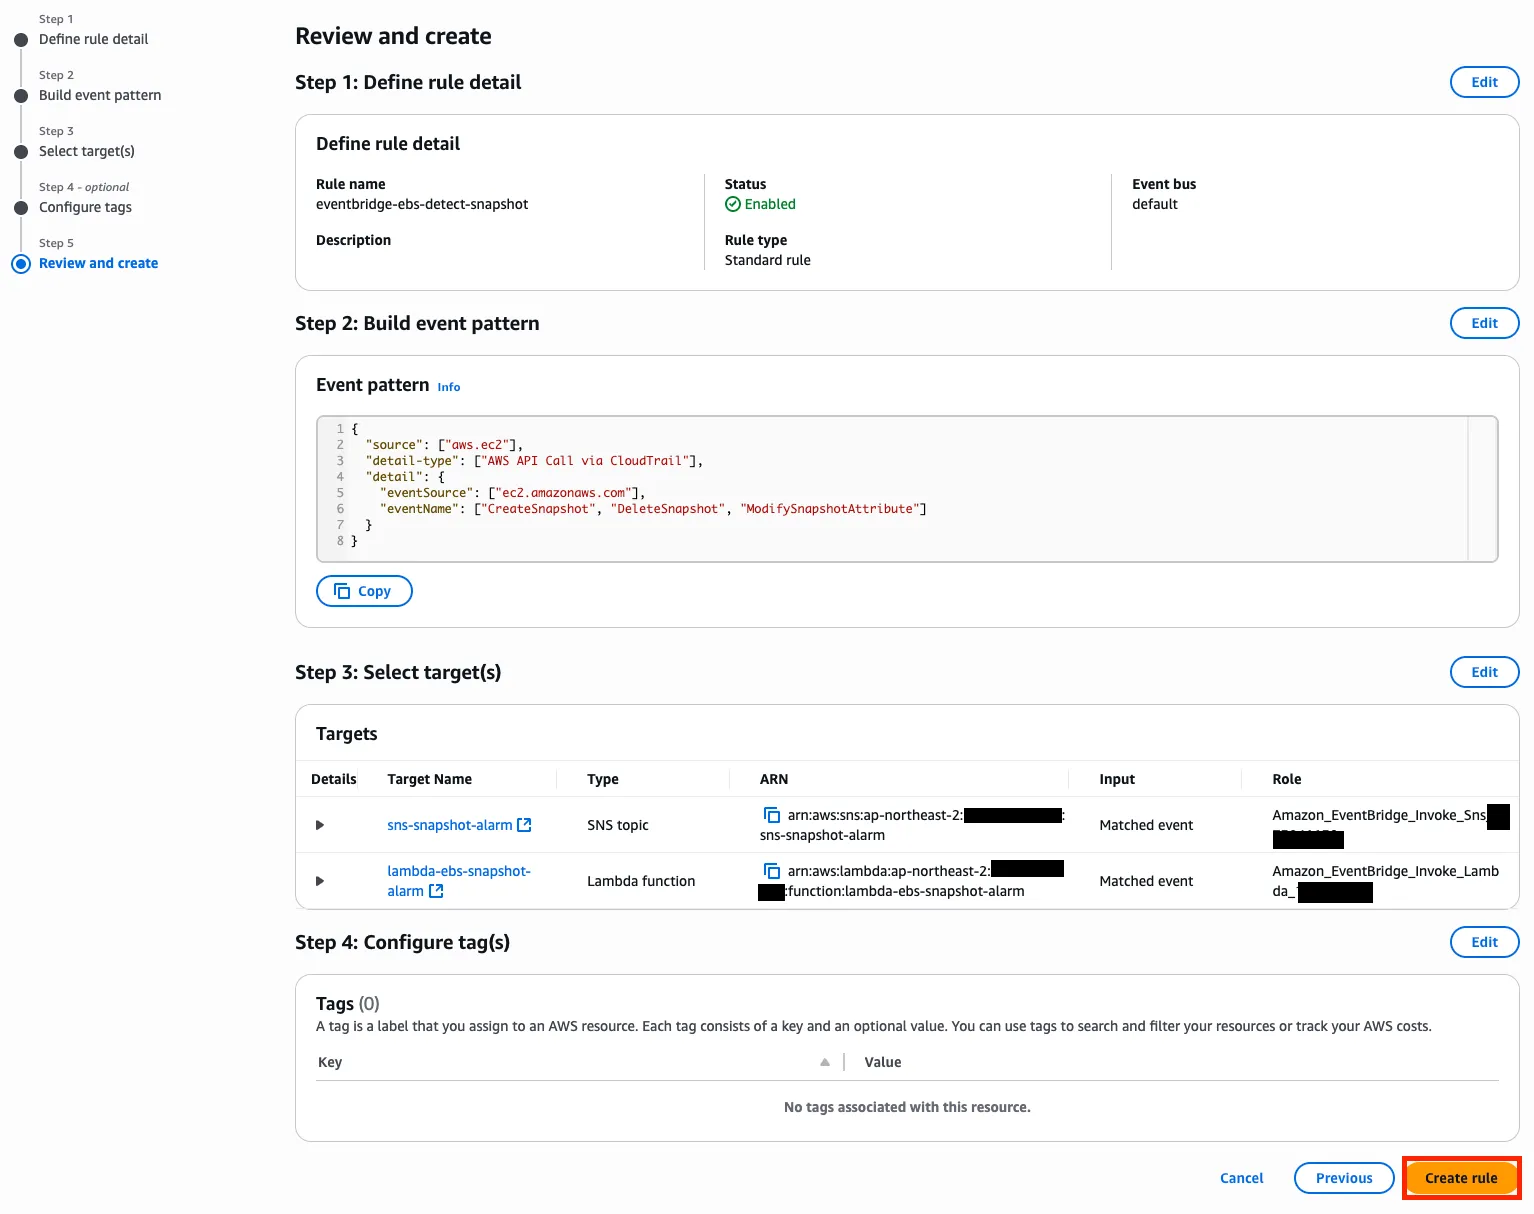 Step 1
Define rule detail
Step 2
Build event pattern
Step 3
Select target(s)
Step 4 - optional
Configure tags
Step 5
Review and create
Review and create
Step 1: Define rule detail
Edit
Define rule detail
Rule name
eventbridge-ebs-detect-snapshot
Description
Status
Enabled
Rule type
Standard rule
Event bus
default
Step 2: Build event pattern
Edit
Event pattern Info
1 {
2 "source": ["aws.ec2"],
3 "detail-type": ["AWS API Call via CloudTrail"],
4 "detail": {
5 "eventSource": ["ec2.amazonaws.com"],
6 "eventName": ["CreateSnapshot", "DeleteSnapshot", "ModifySnapshotAttribute"]
7 }
8 }
Copy
Step 3: Select target(s)
Edit
Targets
Details Target Name Type ARN Input Role
sns-snapshot-alarm
SNS topic
arn:aws:sns:ap-northeast-2: :
sns-snapshot-alarm
Matched event
Amazon_EventBridge_Invoke_Sns_
lambda-ebs-snapshot-
alarm
Lambda function
arn:aws:lambda:ap-northeast-2:
:function:lambda-ebs-snapshot-alarm
Matched event
Amazon_EventBridge_Invoke_Lamb
da_
Step 4: Configure tag(s)
Edit
Tags (0)
A tag is a label that you assign to an AWS resource. Each tag consists of a key and an optional value. You can use tags to search and filter your resources or track your AWS costs.
Key Value
No tags associated with this resource.
Cancel
Previous
Create rule